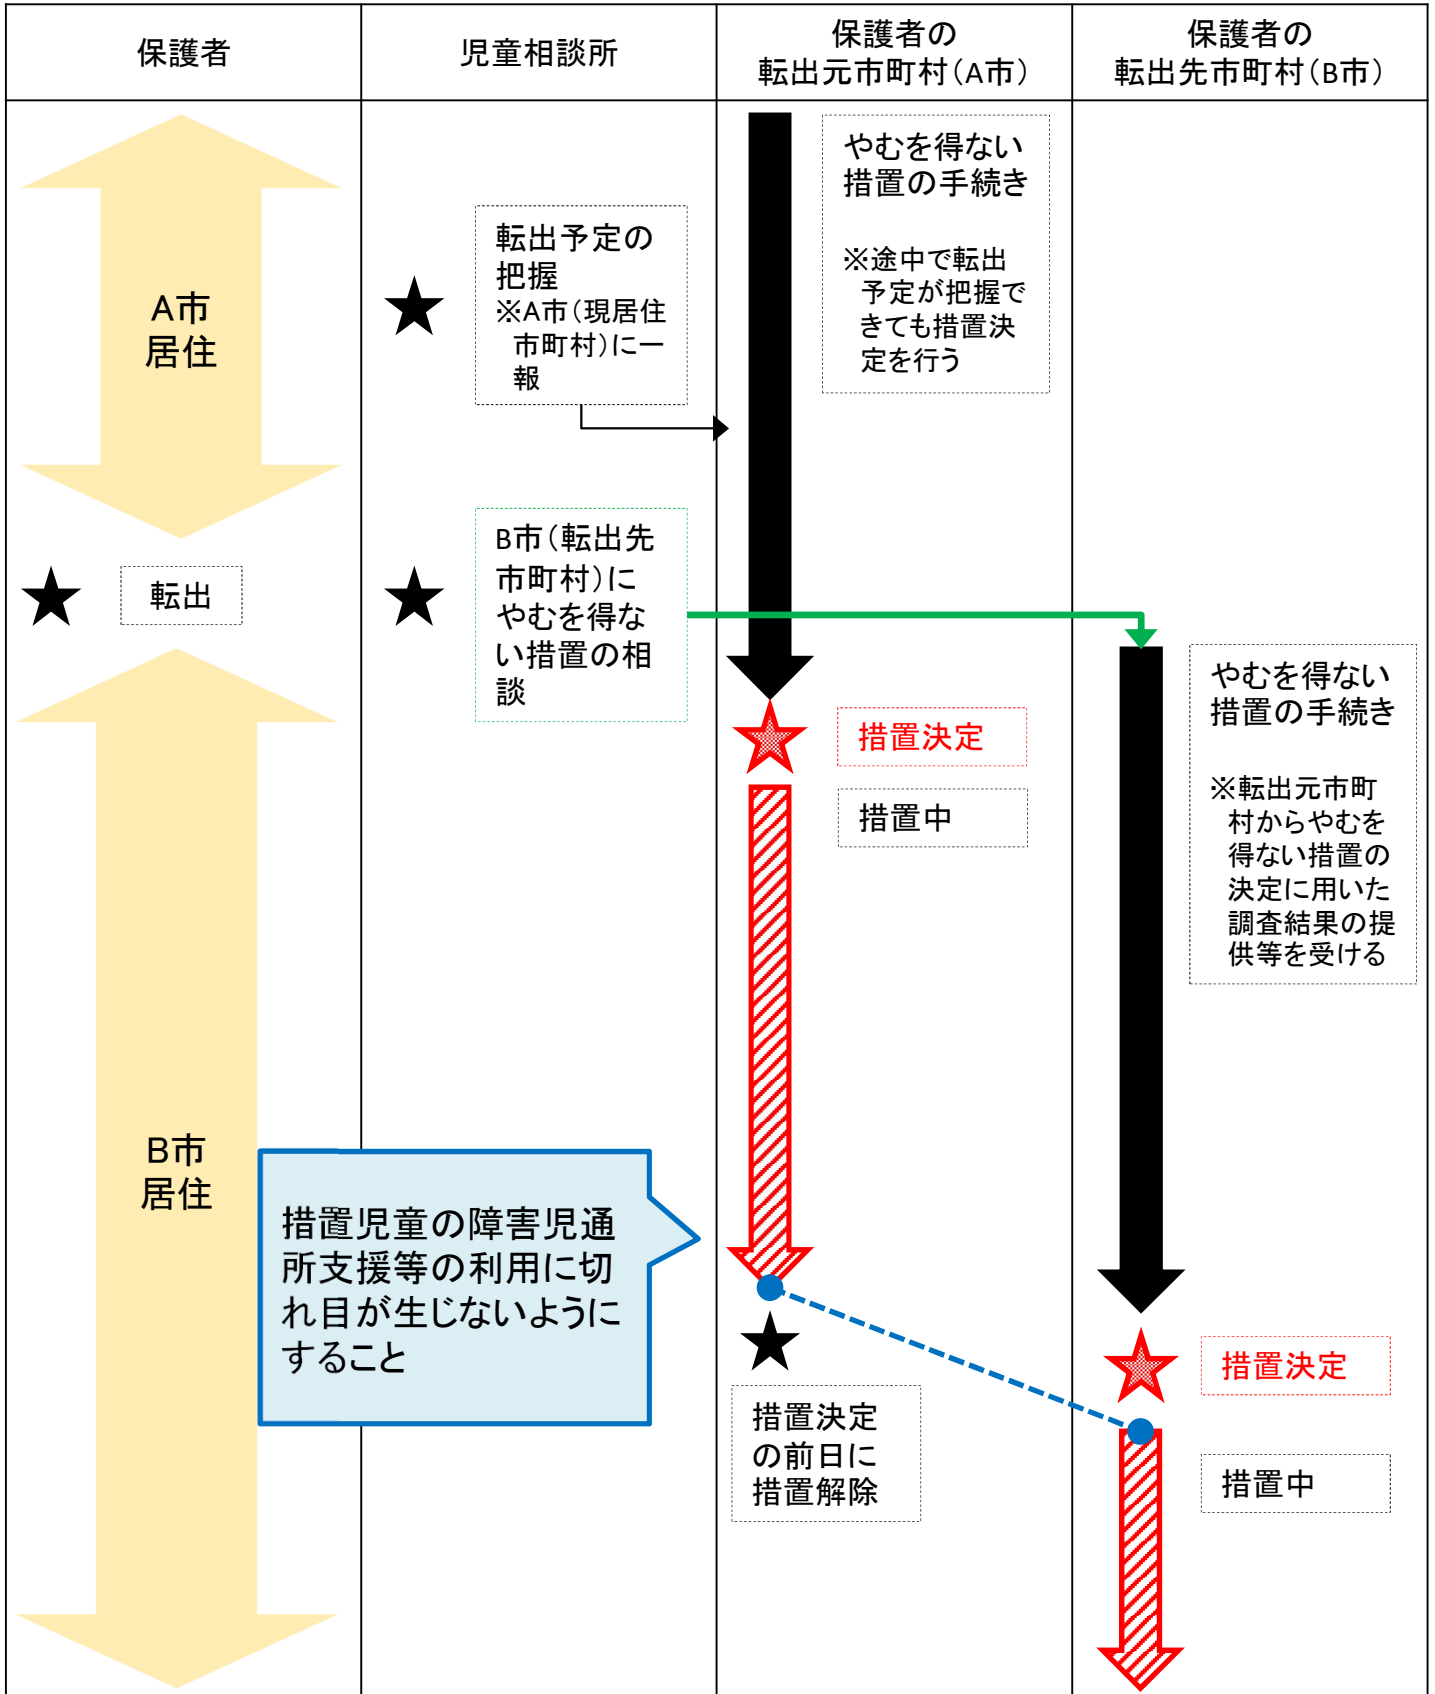 保護者
児童相談所
保護者の
転出元市町村（A市）
保護者の
転出先市町村（B市）
A市
居住
転出予定の
把握
※A市（現居住
市町村）に一
報
やむを得ない
措置の手続き
※途中で転出
予定が把握で
きても措置決
定を行う
転出
B市（転出先
市町村）に
やむを得な
い措置の相
談
措置決定
措置中
やむを得ない
措置の手続き
※転出元市町
村からやむを
得ない措置の
決定に用いた
調査結果の提
供等を受ける
B市
居住
措置児童の障害児通
所支援等の利用に切
れ目が生じないように
すること
措置決定
の前日に
措置解除
措置決定
措置中